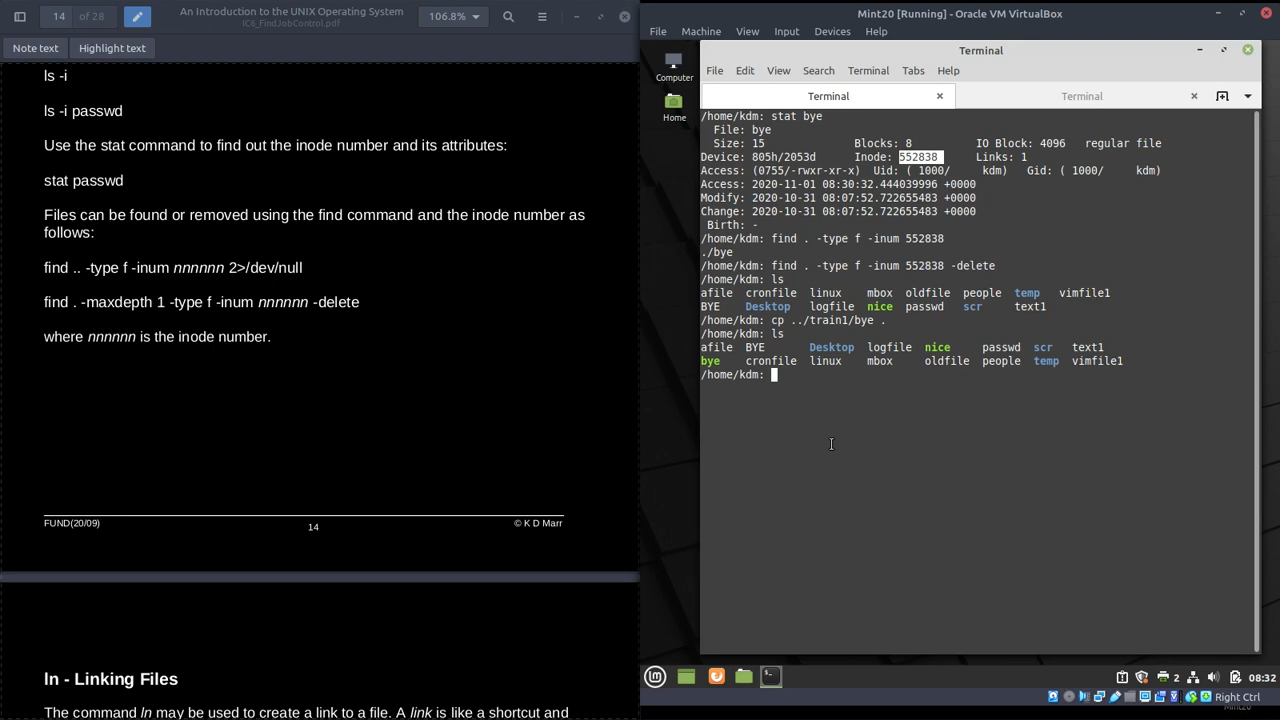 14 of 28
An Introduction to the UNIX Operating System
IC6_FindJobControl.pdf
106.8%
Note text Highlight text
ls -i
ls -i passwd
Use the stat command to find out the inode number and its attributes:
stat passwd
Files can be found or removed using the find command and the inode number as
follows:
find .. -type f -inum nnnnnn 2>/dev/null
find . -maxdepth 1 -type f -inum nnnnnn -delete
where nnnnnn is the inode number.
FUND(20/09) 14 © K D Marr
ln - Linking Files
The command ln may be used to create a link to a file. A link is like a shortcut and
Mint20 [Running] - Oracle VM VirtualBox
File Machine View Input Devices Help
Computer
Home
Terminal
File Edit View Search Terminal Tabs Help
Terminal Terminal
/home/kdm: stat bye
  File: bye
  Size: 15 Blocks: 8 IO Block: 4096 regular file
Device: 805h/2053d Inode: 552838 Links: 1
Access: (0755/-rwxr-xr-x) Uid: ( 1000/ kdm) Gid: ( 1000/ kdm)
Access: 2020-11-01 08:30:32.444039996 +0000
Modify: 2020-10-31 08:07:52.722655483 +0000
Change: 2020-10-31 08:07:52.722655483 +0000
 Birth: -
/home/kdm: find . -type f -inum 552838
./bye
/home/kdm: find . -type f -inum 552838 -delete
/home/kdm: ls
afile cronfile linux mbox oldfile people temp vimfile1
BYE Desktop logfile nice passwd scr text1
/home/kdm: cp ../train1/bye .
/home/kdm: ls
afile BYE Desktop logfile nice passwd scr text1
bye cronfile linux mbox oldfile people temp vimfile1
/home/kdm:
2 08:32
Right Ctrl
Mint20